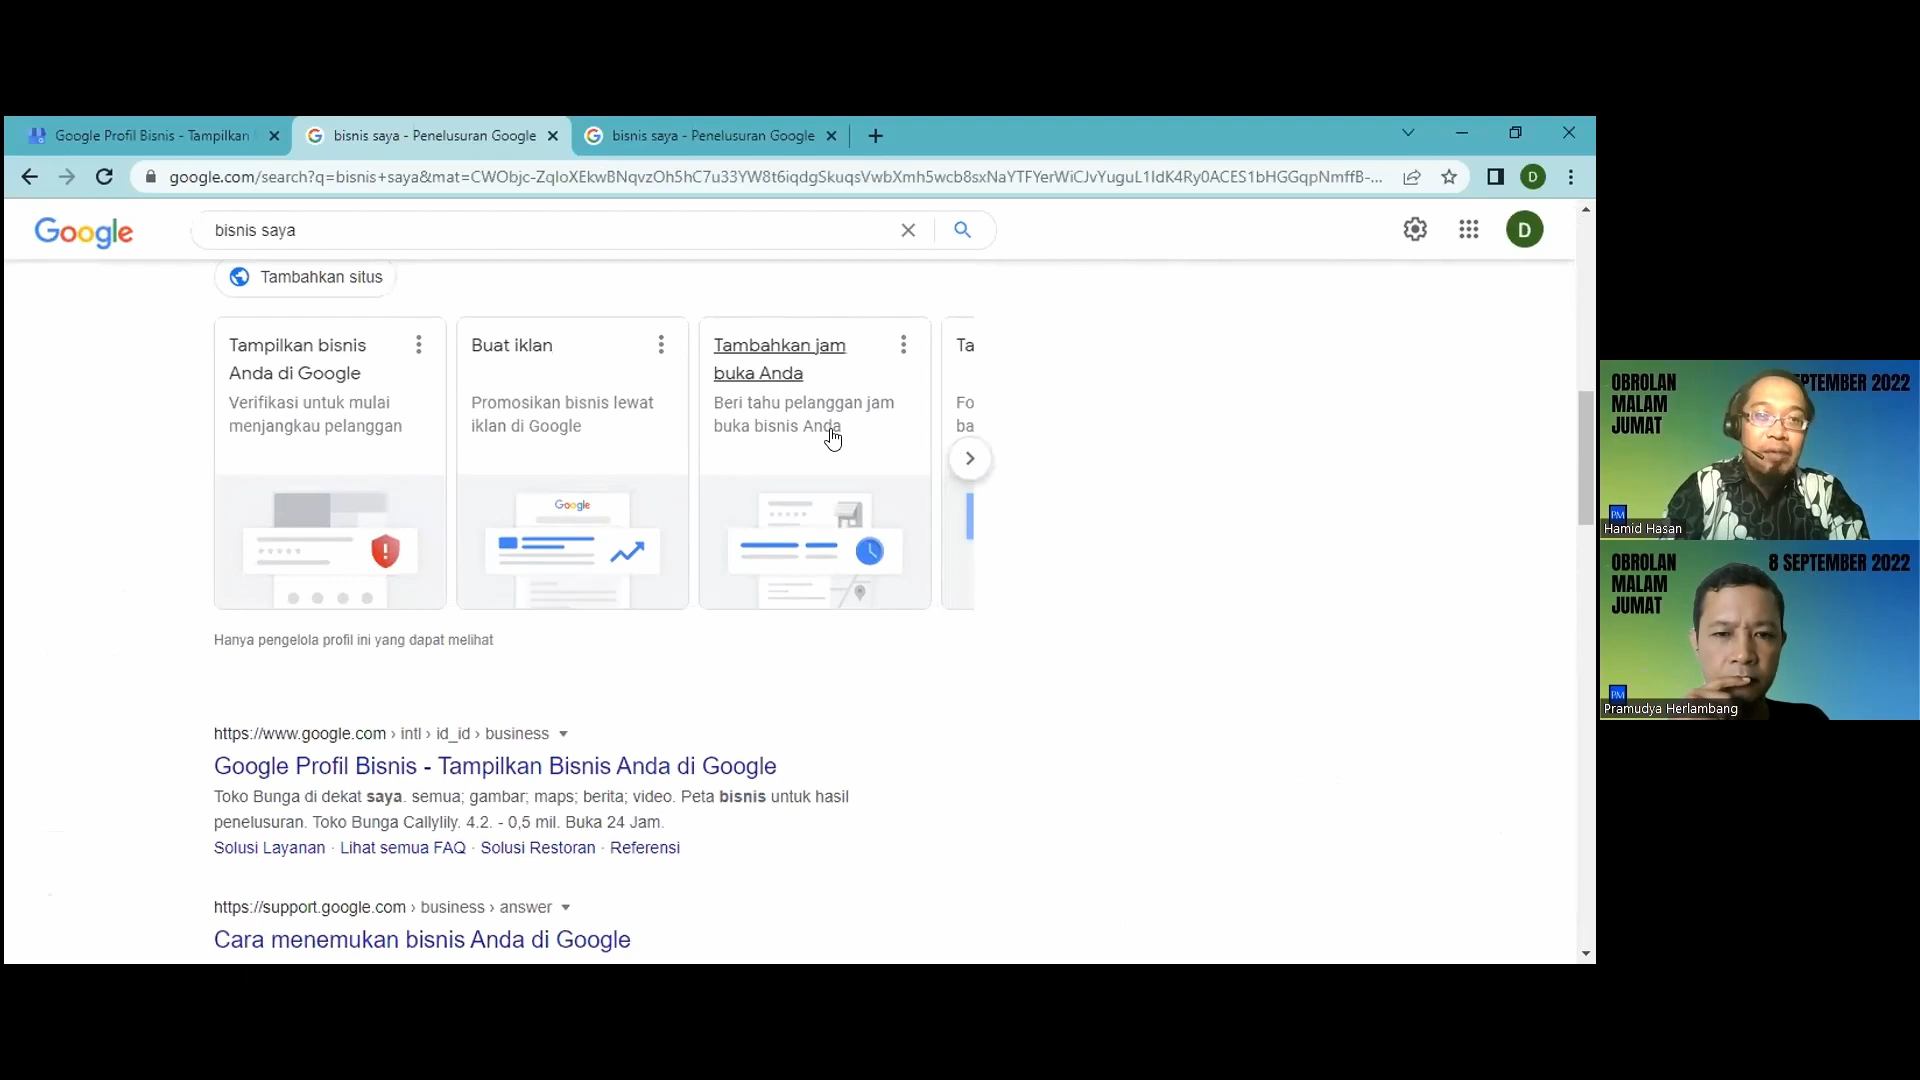 Google Profil Bisnis - Tampilkan
bisnis saya - Penelusuran Google
bisnis saya - Penelusuran Google
google.com/search?q=bisnis+saya&mat=CWObjc-ZqIoXEkwBNqvzOh5hC7u33YW8t6iqdgSkuqsVwbXmh5wcb8sxNaYTFYerWiCJvYuguL1IdK4Ry0ACES1bHGGqpNmffB-...
D
Google
bisnis saya
D
Tambahkan situs
Tampilkan bisnis
Anda di Google
Verifikasi untuk mulai
menjangkau pelanggan
Buat iklan
Promosikan bisnis lewat
iklan di Google
Google
Tambahkan jam
buka Anda
Beri tahu pelanggan jam
buka bisnis Anda
Ta
Fo
ba
Hanya pengelola profil ini yang dapat melihat
https://www.google.com › intl › id_id › business
Google Profil Bisnis - Tampilkan Bisnis Anda di Google
Toko Bunga di dekat saya. semua; gambar; maps; berita; video. Peta bisnis untuk hasil
penelusuran. Toko Bunga Callylily. 4.2. - 0,5 mil. Buka 24 Jam.
Solusi Layanan · Lihat semua FAQ · Solusi Restoran · Referensi
https://support.google.com › business › answer
Cara menemukan bisnis Anda di Google
OBROLAN
MALAM
JUMAT
PTEMBER 2022
PM
Hamid Hasan
OBROLAN
MALAM
JUMAT
8 SEPTEMBER 2022
PM
Pramudya Herlambang